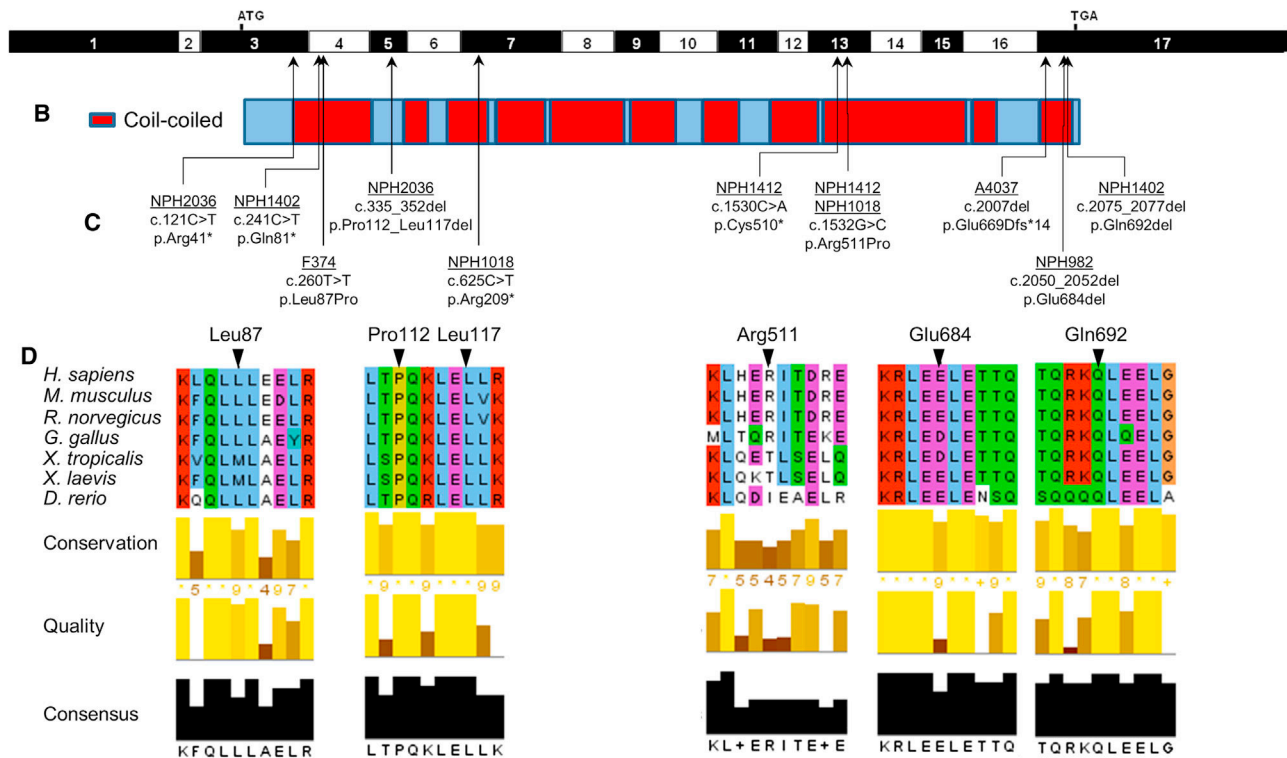 ATG TGA
1 2 3 4 5 6 7 8 9 10 11 12 13 14 15 16 17
B Coil-coiled
C
NPH2036
c.121C>T
p.Arg41*
NPH1402
c.241C>T
p.Gln81*
NPH2036
c.335_352del
p.Pro112_Leu117del
NPH1412
c.1530C>A
p.Cys510*
NPH1412
NPH1018
c.1532G>C
p.Arg511Pro
A4037
c.2007del
p.Glu669Dfs*14
NPH1402
c.2075_2077del
p.Gln692del
F374
c.260T>T
p.Leu87Pro
NPH1018
c.625C>T
p.Arg209*
NPH982
c.2050_2052del
p.Glu684del
D Leu87 Pro112 Leu117 Arg511 Glu684 Gln692
H. sapiens KLQLLLEELR LTPQKLELLR KLHERITDRE KRLEELETTQ TQRKQLEELG
M. musculus KFQLLLEDLR LTPQKLELVK KLHERITDRE KRLEELETTQ TQRKQLEELG
R. norvegicus KFQLLLEELR LTPQKLELVK KLHERITDRE KRLEELETTQ TQRKQLEELG
G. gallus KFQLLLAEYR LTPQKLELLK MLTQRITEKE KRLEDLETTQ TQRKQLQELG
X. tropicalis KVQLMLAELR LSPQKLELLK KLQETLSELQ KRLEDLETTQ TQRKQLEELG
X. laevis KFQLMLAELR LSPQKLELLK KLQKTLSELQ KRLEELETTQ TQRKQLEELG
D. rerio KQQLLLAELR LTPQRLELLK KLQDIEAELR KRLEELENSQ SQQQQLEELA
Conservation
*5**9*497* *9**9***99 7*55457957 ****9**+9* 9*87**8**+
Quality
Consensus
KFQLLLAELR LTPQKLELLK KL+ERITE+E KRLEELETTQ TQRKQLEELG